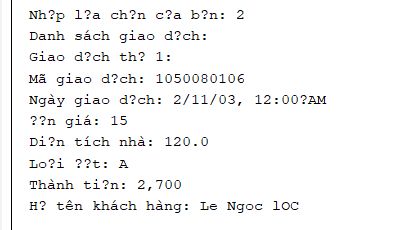 Nh?p l?a ch?n c?a b?n: 2
Danh sách giao d?ch:
Giao d?ch th? 1:
Mã giao d?ch: 1050080106
Ngày giao d?ch: 2/11/03, 12:00?AM
??n giá: 15
Di?n tích nhà: 120.0
Lo?i ??t: A
Thành ti?n: 2,700
H? tên khách hàng: Le Ngoc lOC